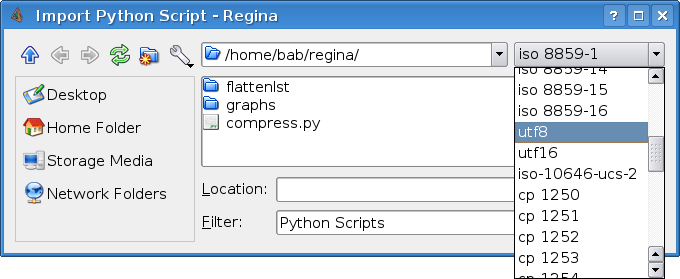 Import Python Script - Regina
/home/bab/regina/
iso 8859-1
Desktop
Home Folder
Storage Media
Network Folders
flattenlst
graphs
compress.py
Location:
Filter:
Python Scripts
iso 8859-14
iso 8859-15
iso 8859-16
utf8
utf16
iso-10646-ucs-2
cp 1250
cp 1251
cp 1252
cp 1253
cp 1254